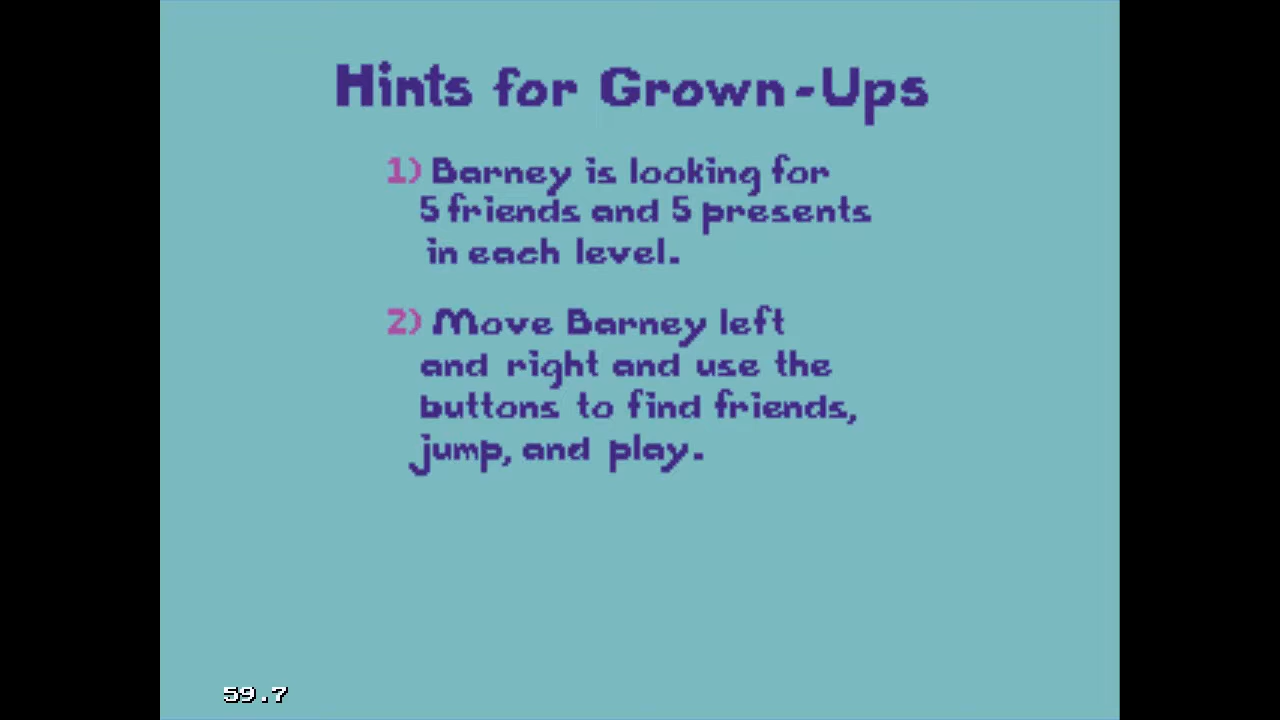 Hints for Grown-Ups
1) Barney is looking for
5 friends and 5 presents
in each level.
2) Move Barney left
and right and use the
buttons to find friends,
jump, and play.
59.7